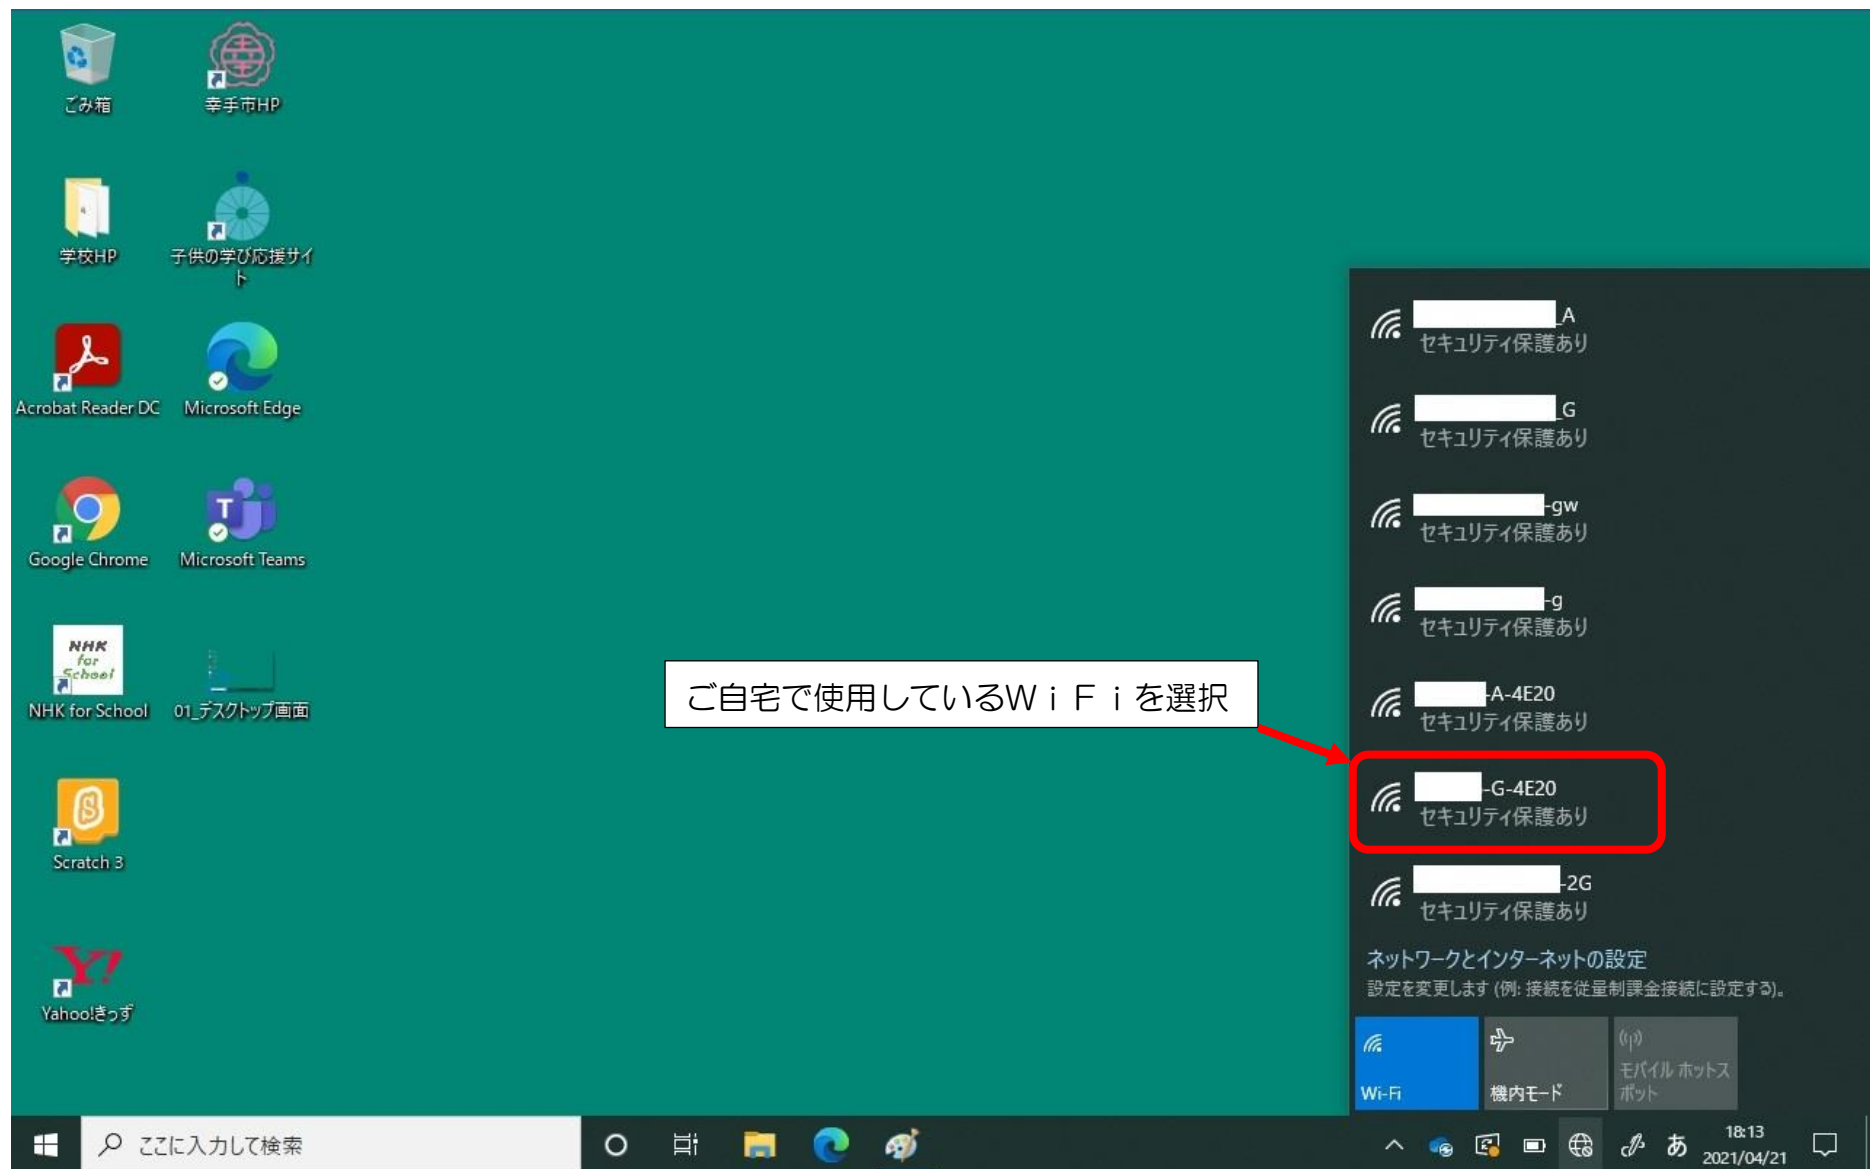 ごみ箱
幸手市HP
学校HP
子供の学び応援サイ
ト
Acrobat Reader DC
Microsoft Edge
Google Chrome
Microsoft Teams
NHK
for
School
NHK for School
01_デスクトップ画面
Scratch 3
Yahoo!きっず
ご自宅で使用しているWiFiを選択
_A
セキュリティ保護あり
_G
セキュリティ保護あり
-gw
セキュリティ保護あり
-g
セキュリティ保護あり
-A-4E20
セキュリティ保護あり
-G-4E20
セキュリティ保護あり
-2G
セキュリティ保護あり
ネットワークとインターネットの設定
設定を変更します (例: 接続を従量制課金接続に設定する)。
Wi-Fi
機内モード
モバイル ホットス
ポット
ここに入力して検索
あ
18:13
2021/04/21